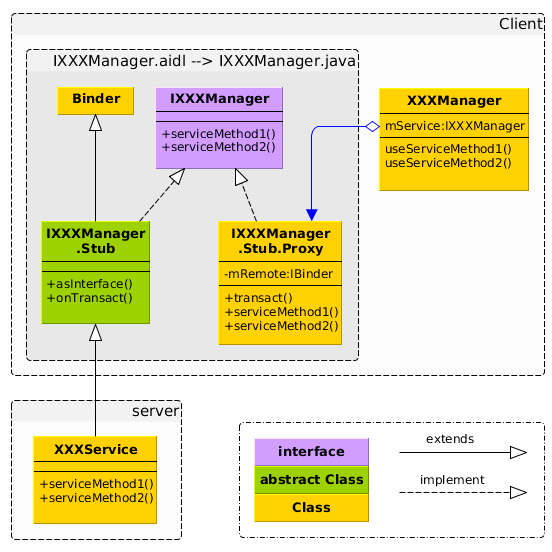 Client
IXXXManager.aidl --> IXXXManager.java
Binder
IXXXManager
+serviceMethod1()
+serviceMethod2()
XXXManager
mService:IXXXManager
useServiceMethod1()
useServiceMethod2()
IXXXManager
.Stub
+asInterface()
+onTransact()
IXXXManager
.Stub.Proxy
-mRemote:IBinder
+transact()
+serviceMethod1()
+serviceMethod2()
server
XXXService
+serviceMethod1()
+serviceMethod2()
interface
abstract Class
Class
extends
implement